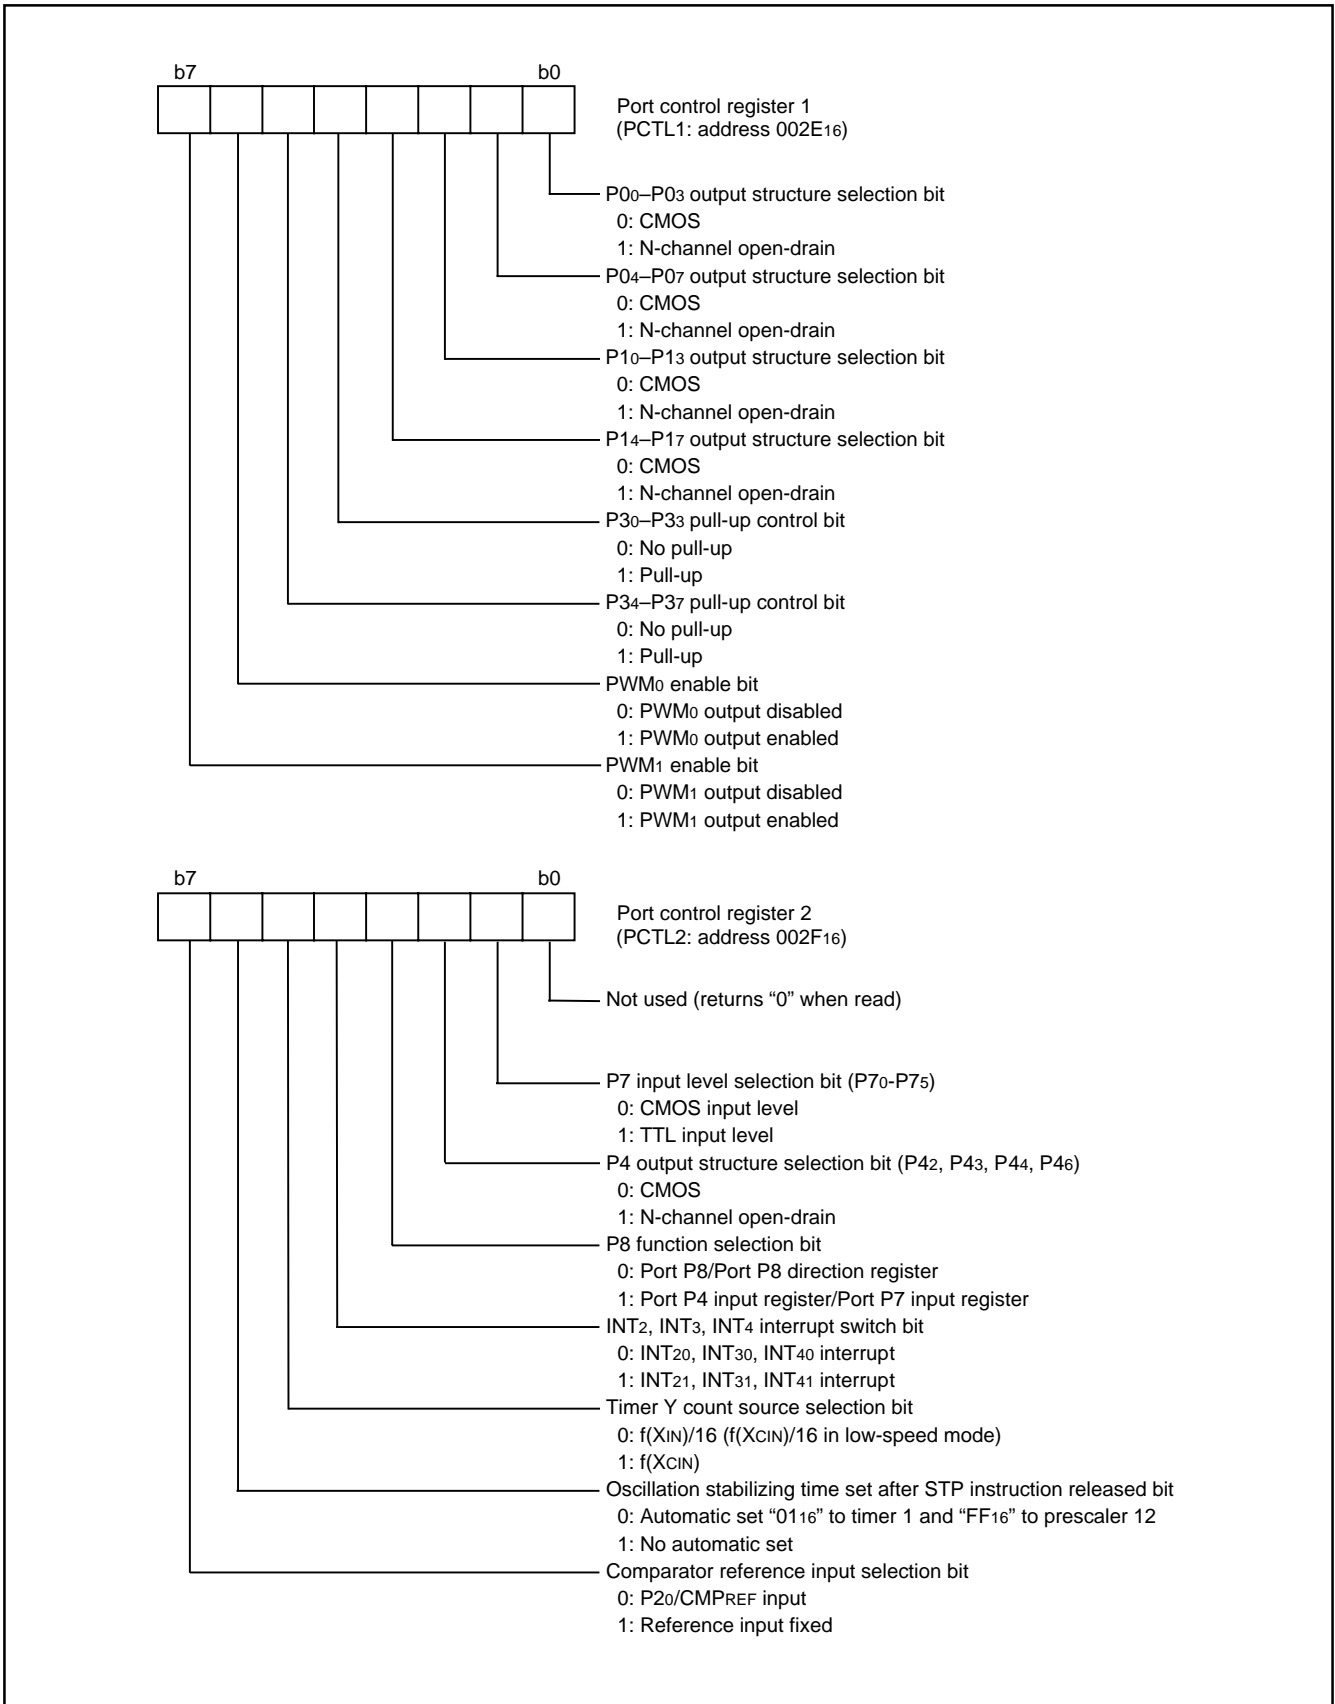 b7 b0
Port control register 1
(PCTL1: address 002E16)
P00–P03 output structure selection bit
0: CMOS
1: N-channel open-drain
P04–P07 output structure selection bit
0: CMOS
1: N-channel open-drain
P10–P13 output structure selection bit
0: CMOS
1: N-channel open-drain
P14–P17 output structure selection bit
0: CMOS
1: N-channel open-drain
P30–P33 pull-up control bit
0: No pull-up
1: Pull-up
P34–P37 pull-up control bit
0: No pull-up
1: Pull-up
PWM0 enable bit
0: PWM0 output disabled
1: PWM0 output enabled
PWM1 enable bit
0: PWM1 output disabled
1: PWM1 output enabled
b7 b0
Port control register 2
(PCTL2: address 002F16)
Not used (returns “0” when read)
P7 input level selection bit (P70-P75)
0: CMOS input level
1: TTL input level
P4 output structure selection bit (P42, P43, P44, P46)
0: CMOS
1: N-channel open-drain
P8 function selection bit
0: Port P8/Port P8 direction register
1: Port P4 input register/Port P7 input register
INT2, INT3, INT4 interrupt switch bit
0: INT20, INT30, INT40 interrupt
1: INT21, INT31, INT41 interrupt
Timer Y count source selection bit
0: f(XIN)/16 (f(XCIN)/16 in low-speed mode)
1: f(XCIN)
Oscillation stabilizing time set after STP instruction released bit
0: Automatic set “0116” to timer 1 and “FF16” to prescaler 12
1: No automatic set
Comparator reference input selection bit
0: P20/CMPREF input
1: Reference input fixed